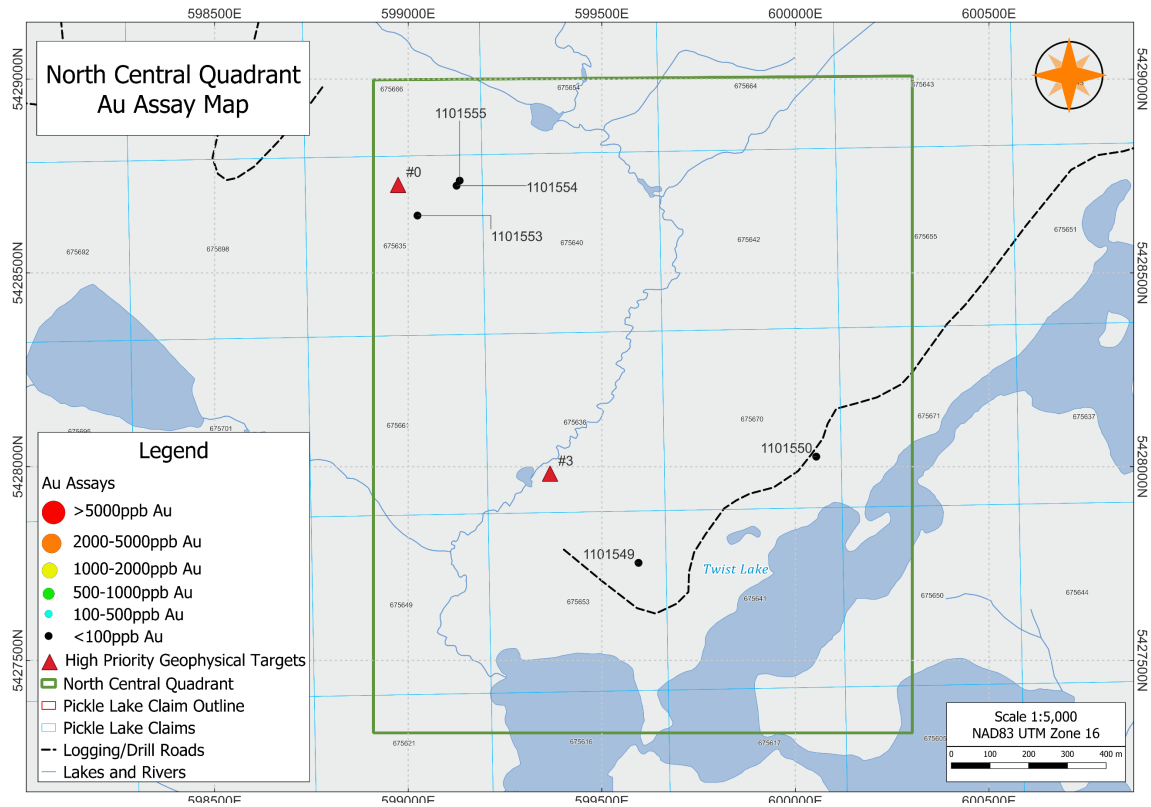 598500E
599000E
599500E
600000E
600500E
5429000N
5429000N
North Central Quadrant
Au Assay Map
675666
675654
675664
675643
1101555
#0
1101554
1101553
675692
675698
675635
675640
675642
675655
675651
5428500N
5428500N
675661
675636
675670
675671
675637
675701
1101550
#3
5428000N
5428000N
1101549
Twist Lake
675649
675653
675641
675650
675644
5427500N
5427500N
675621
675616
675617
Legend
Au Assays
>5000ppb Au
2000-5000ppb Au
1000-2000ppb Au
500-1000ppb Au
100-500ppb Au
<100ppb Au
High Priority Geophysical Targets
North Central Quadrant
Pickle Lake Claim Outline
Pickle Lake Claims
Logging/Drill Roads
Lakes and Rivers
Scale 1:5,000
NAD83 UTM Zone 16
0 100 200 300 400 m
598500E
599000E
599500E
600000E
600500E